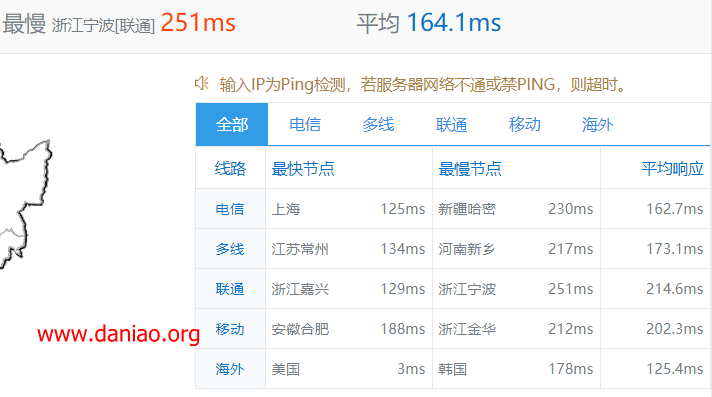 最慢 浙江宁波[联通] 251ms 平均 164.1ms
输入IP为Ping检测，若服务器网络不通或禁PING，则超时。
全部 电信 多线 联通 移动 海外
线路 最快节点 最慢节点 平均响应
电信 上海 125ms 新疆哈密 230ms 162.7ms
多线 江苏常州 134ms 河南新乡 217ms 173.1ms
联通 浙江嘉兴 129ms 浙江宁波 251ms 214.6ms
移动 安徽合肥 188ms 浙江金华 212ms 202.3ms
www.daniao.org
海外 美国 3ms 韩国 178ms 125.4ms